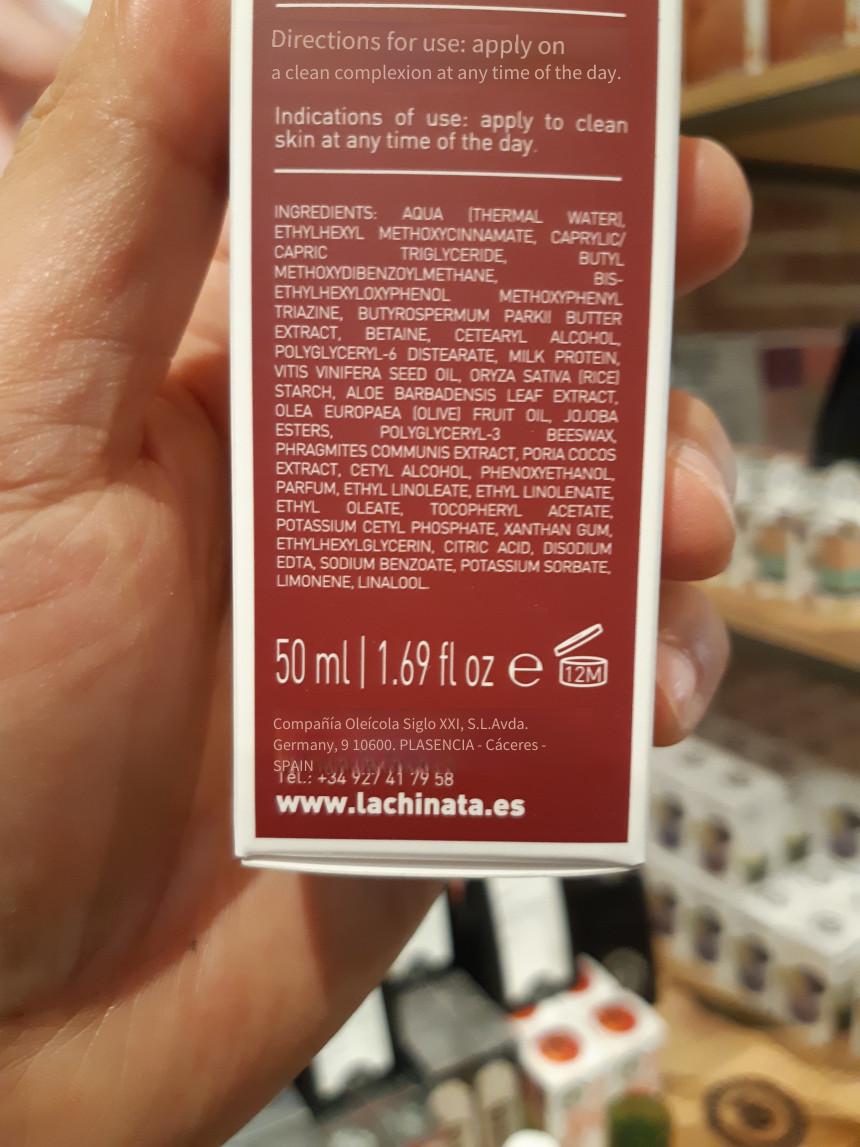 Directions for use: apply on
a clean complexion at any time of the day.
Indications of use: apply to clean
skin at any time of the day.
INGREDIENTS: AQUA (THERMAL WATER),
ETHYLHEXYL METHOXYCINNAMATE, CAPRYLIC/
CAPRIC TRIGLYCERIDE, BUTYL
METHOXYDIBENZOYLMETHANE, BIS-
ETHYLHEXYLOXYPHENOL METHOXYPHENYL
TRIAZINE, BUTYROSPERMUM PARKII BUTTER
EXTRACT, BETAINE, CETEARYL ALCOHOL,
POLYGLYCERYL-6 DISTEARATE, MILK PROTEIN,
VITIS VINIFERA SEED OIL, ORYZA SATIVA (RICE)
STARCH, ALOE BARBADENSIS LEAF EXTRACT,
OLEA EUROPAEA (OLIVE) FRUIT OIL, JOJOBA
ESTERS, POLYGLYCERYL-3 BEESWAX,
PHRAGMITES COMMUNIS EXTRACT, PORIA COCOS
EXTRACT, CETYL ALCOHOL, PHENOXYETHANOL,
PARFUM, ETHYL LINOLEATE, ETHYL LINOLENATE,
ETHYL OLEATE, TOCOPHERYL ACETATE,
POTASSIUM CETYL PHOSPHATE, XANTHAN GUM,
ETHYLHEXYLGLYCERIN, CITRIC ACID, DISODIUM
EDTA, SODIUM BENZOATE, POTASSIUM SORBATE,
LIMONENE, LINALOOL.
50 ml | 1.69 fl oz ℮ 12M
Compañía Oleícola Siglo XXI, S.L.Avda.
Germany, 9 10600. PLASENCIA - Cáceres -
SPAIN
Tél.: +34 927 41 79 58
www.lachinata.es